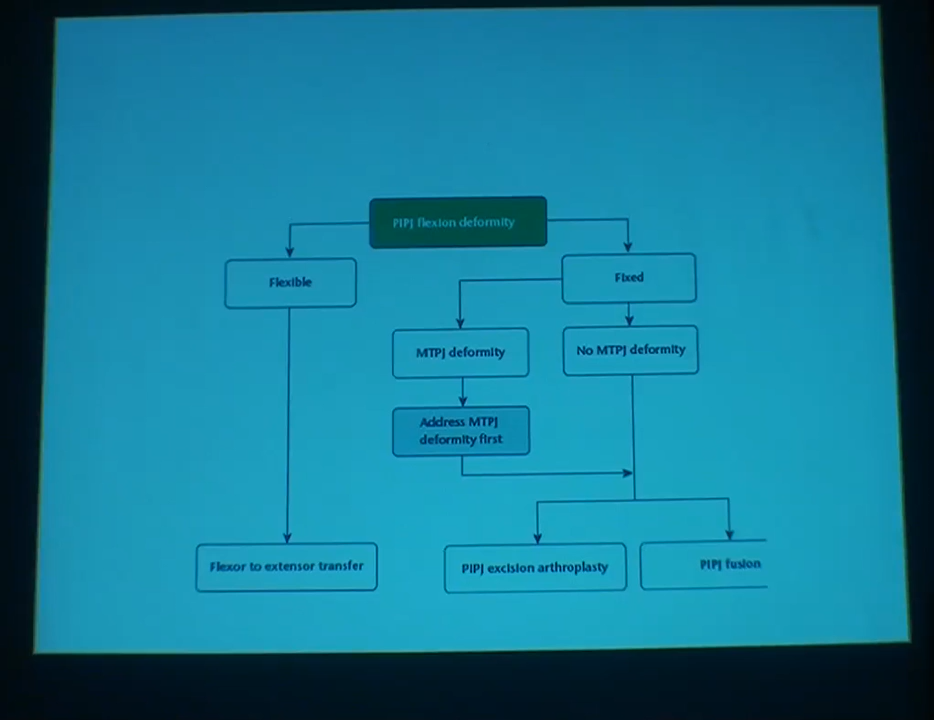 PIPJ flexion deformity
Flexible
Fixed
MTPJ deformity
No MTPJ deformity
Address MTPJ
deformity first
Flexor to extensor transfer
PIPJ excision arthroplasty
PIPJ fusion